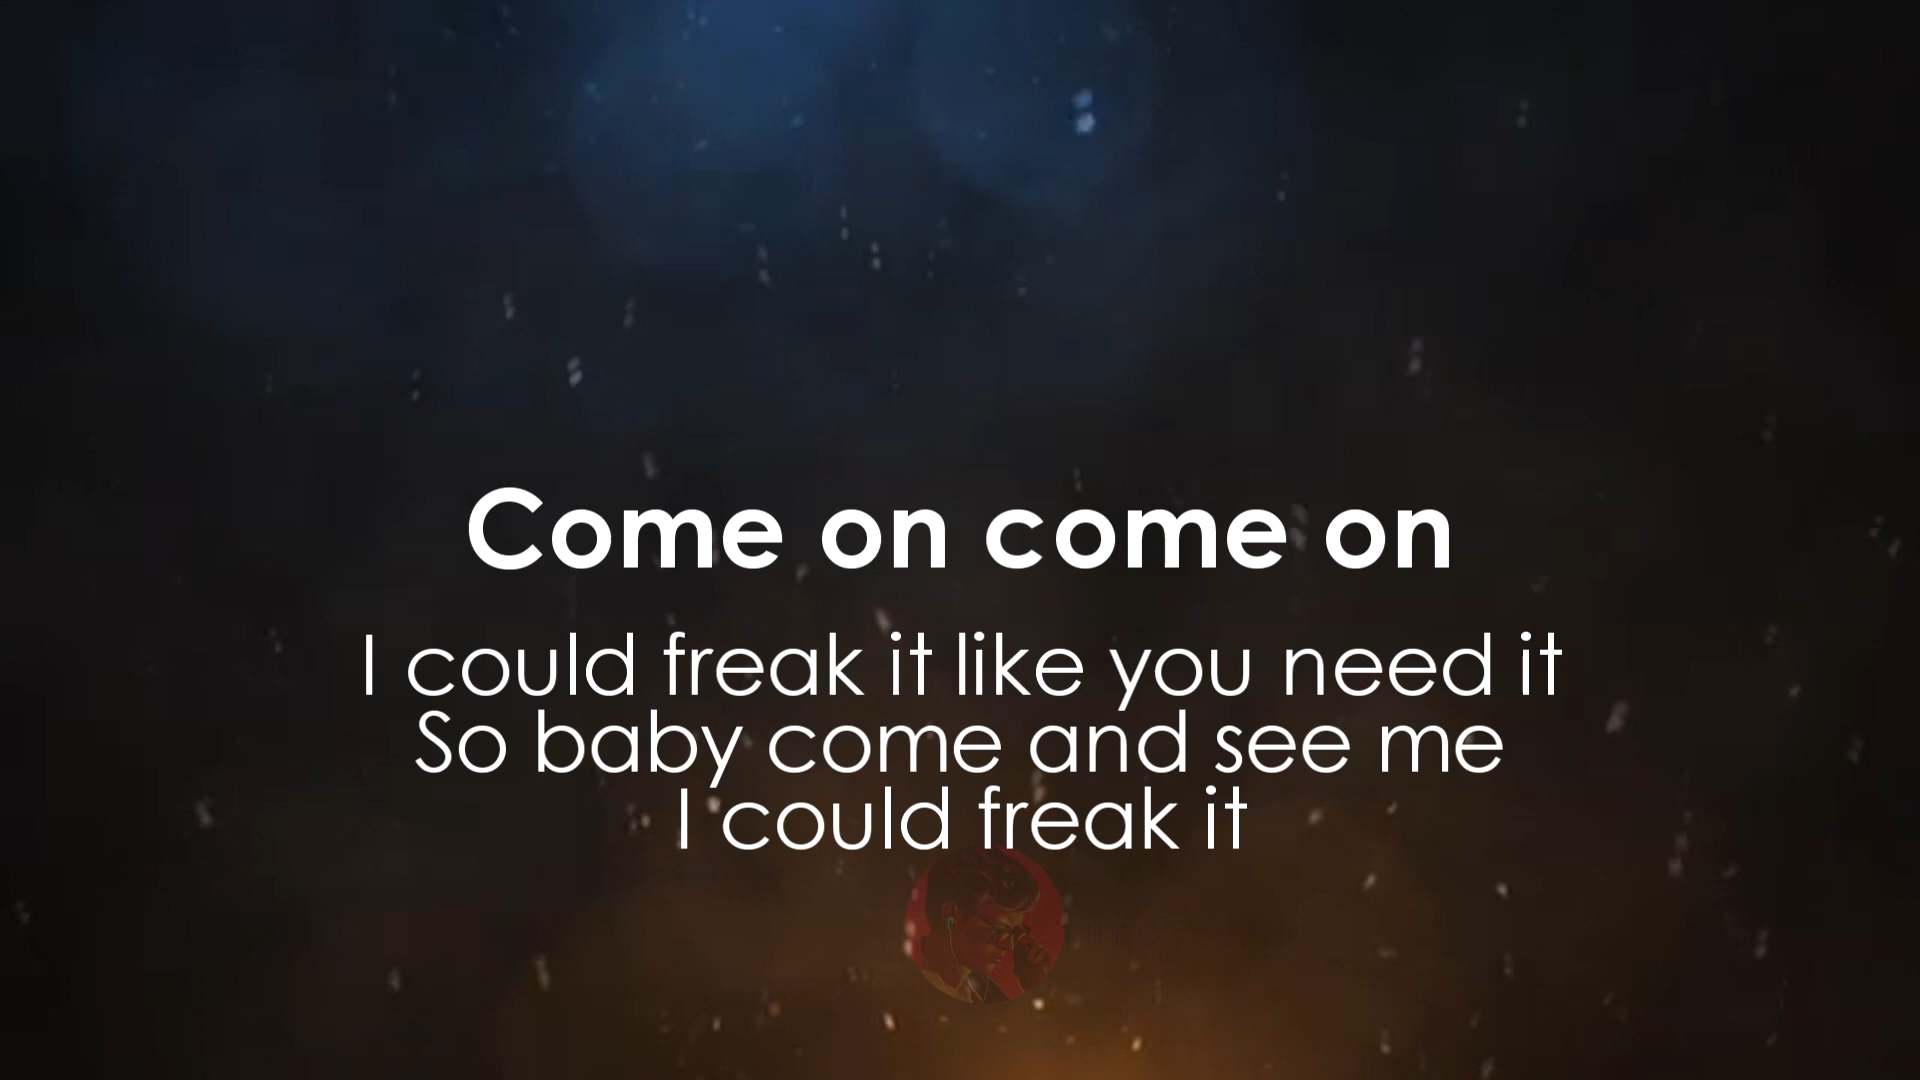 Come on come on
I could freak it like you need it
So baby come and see me
I could freak it